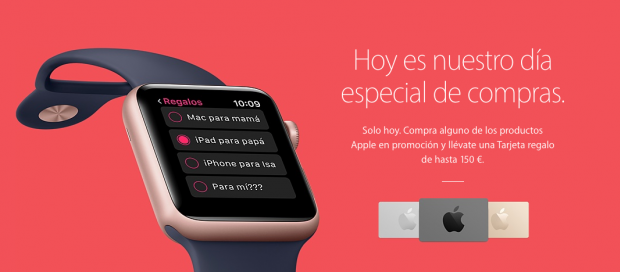 Regalos
10:09
Mac para mamá
iPad para papá
iPhone para Isa
Para mí???
Hoy es nuestro día
especial de compras.
Solo hoy. Compra alguno de los productos
Apple en promoción y llévate una Tarjeta regalo
de hasta 150 €.